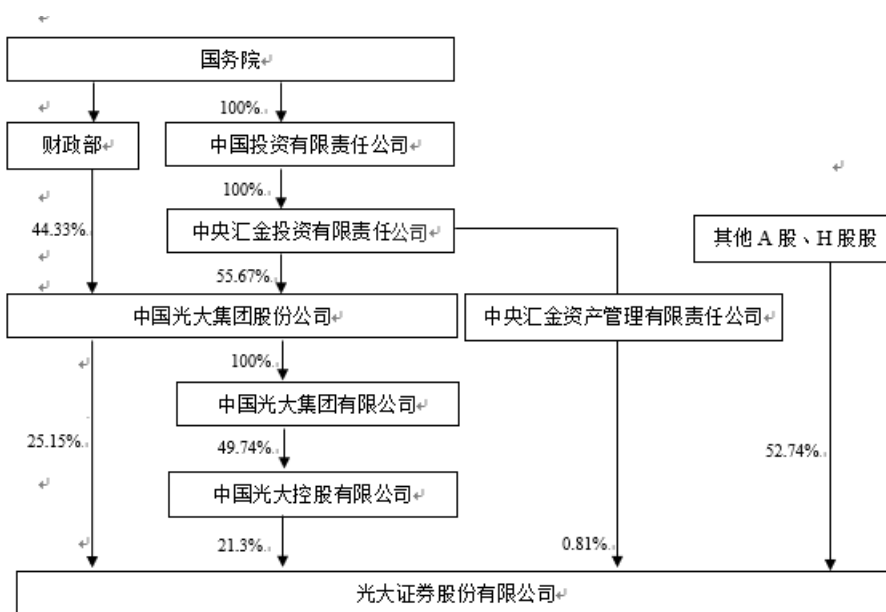 国务院
100%
财政部
中国投资有限责任公司
100%
44.33%
中央汇金投资有限责任公司
其他 A 股、H 股股
55.67%
中国光大集团股份公司
中央汇金资产管理有限责任公司
100%
中国光大集团有限公司
25.15%
49.74%
52.74%
中国光大控股有限公司
21.3%
0.81%
光大证券股份有限公司